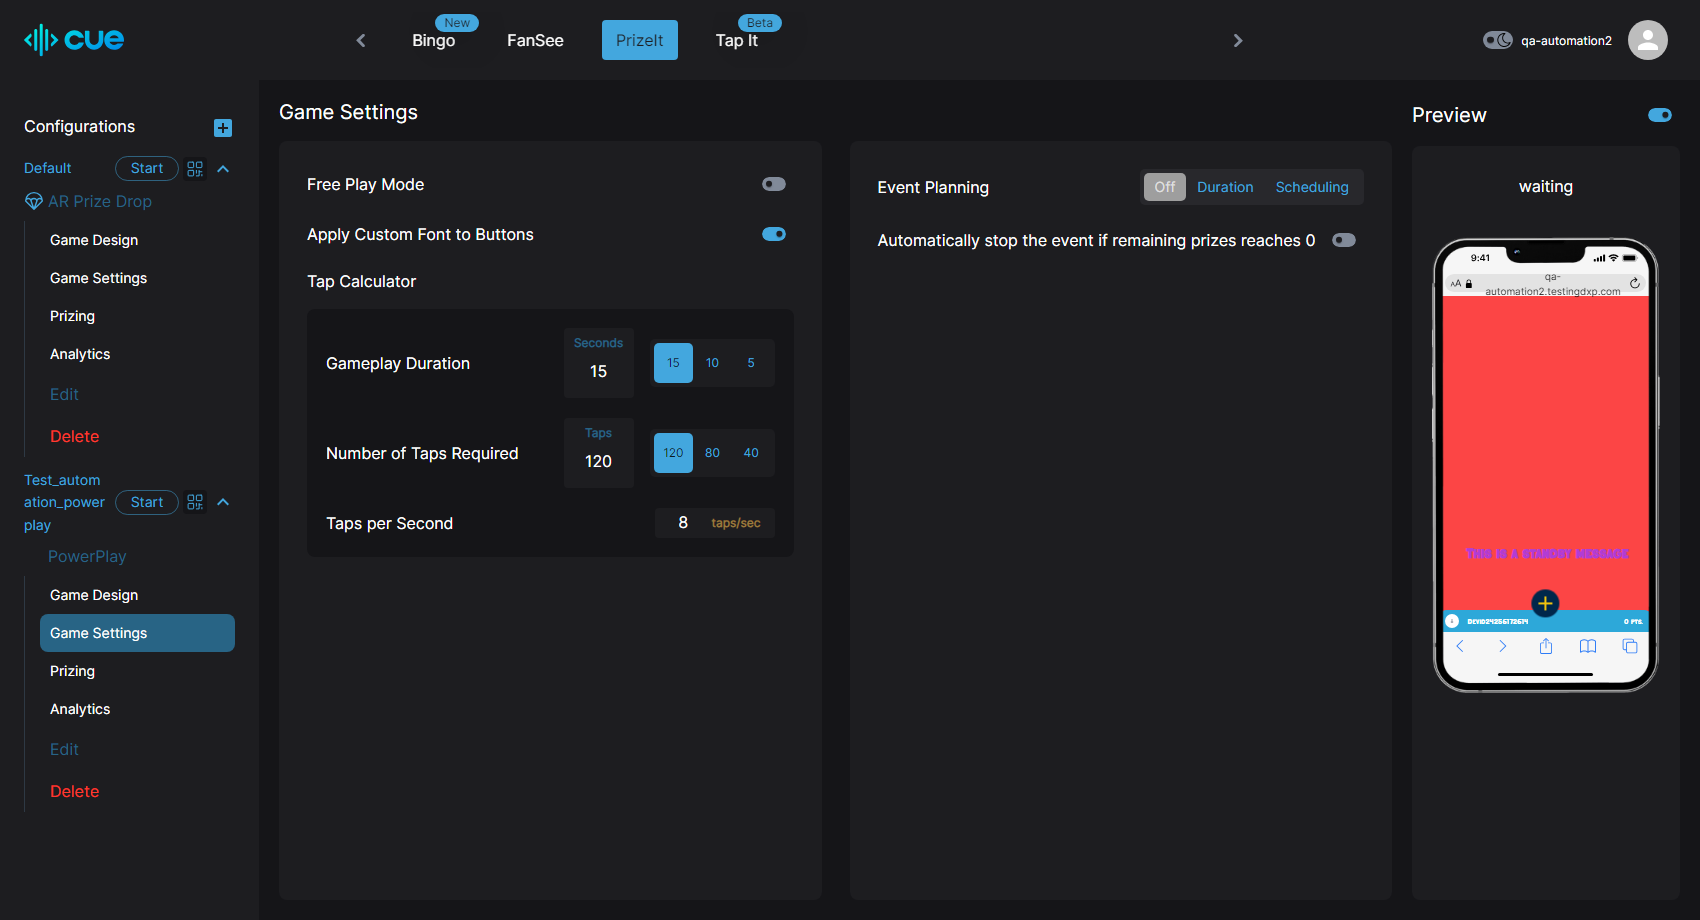 cue
New
Bingo
FanSee
PrizeIt
Beta
Tap It
qa-automation2
Configurations
Default
Start
AR Prize Drop
Game Design
Game Settings
Prizing
Analytics
Edit
Delete
Test_autom
ation_power
play
Start
PowerPlay
Game Design
Game Settings
Prizing
Analytics
Edit
Delete
Game Settings
Free Play Mode
Apply Custom Font to Buttons
Tap Calculator
Gameplay Duration
Seconds
15
15 10 5
Number of Taps Required
Taps
120
120 80 40
Taps per Second
8 taps/sec
Event Planning
Off Duration Scheduling
Automatically stop the event if remaining prizes reaches 0
Preview
waiting
9:41
AA
qa-
automation2.testingdxp.com
This is a standby message
0 pts.